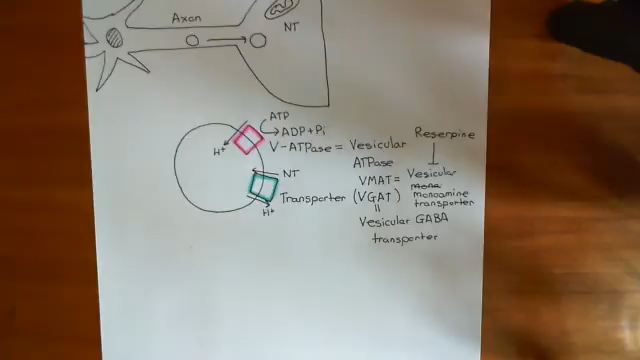 Axon
NT
ATP
ADP+Pi
H+
V-ATPase = Vesicular
ATPase
Reserpine
NT
VMAT = Vesicular
mono
monoamine
transporter
Transporter (VGAT)
H+
=
Vesicular GABA
transporter